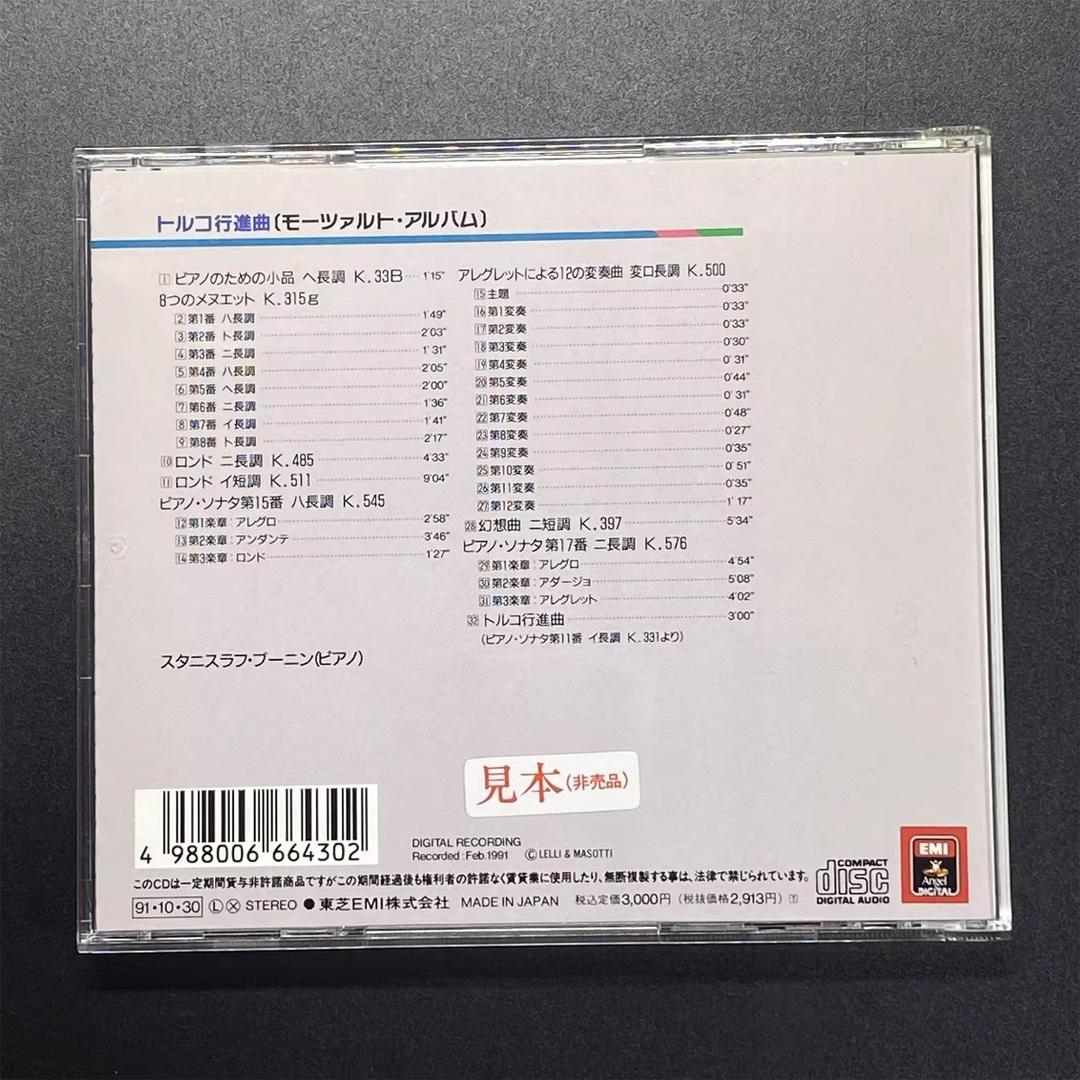 トルコ行進曲〔モーツァルト・アルバム〕
1 ピアノのための小品 ヘ長調 K.33B 1'15"
8つのメヌエット K.315g
2 第1番 ハ長調 1'49"
3 第2番 ト長調 2'03"
4 第3番 ニ長調 1'31"
5 第4番 ハ長調 2'05"
6 第5番 ヘ長調 2'00"
7 第6番 ニ長調 1'36"
8 第7番 イ長調 1'41"
9 第8番 ト長調 2'17"
10 ロンド ニ長調 K.485 4'33"
11 ロンド イ短調 K.511 9'04"
ピアノ・ソナタ第15番 ハ長調 K.545
12 第1楽章:アレグロ 2'58"
13 第2楽章:アンダンテ 3'46"
14 第3楽章:ロンド 1'27"
アレグレットによる12の変奏曲 変ロ長調 K.500
15 主題 0'33"
16 第1変奏 0'33"
17 第2変奏 0'33"
18 第3変奏 0'30"
19 第4変奏 0'31"
20 第5変奏 0'44"
21 第6変奏 0'31"
22 第7変奏 0'48"
23 第8変奏 0'27"
24 第9変奏 0'35"
25 第10変奏 0'51"
26 第11変奏 0'35"
27 第12変奏 1'17"
28 幻想曲 ニ短調 K.397 5'34"
ピアノ・ソナタ第17番 ニ長調 K.576
29 第1楽章:アレグロ 4'54"
30 第2楽章:アダージョ 5'08"
31 第3楽章:アレグレット 4'02"
32 トルコ行進曲 3'00"
(ピアノ・ソナタ第11番 イ長調 K.331より)
スタニスラフ・ブーニン(ピアノ)
見本(非売品)
4 988006 664302
DIGITAL RECORDING
Recorded:Feb.1991 ©LELLI & MASOTTI
このCDは一定期間貸与非許諾商品ですがこの期間経過後も権利者の許諾なく賃貸業に使用したり、無断複製する事は、法律で禁じられています。
91・10・30 Ⓛ ⓧ STEREO ●東芝EMI株式会社 MADE IN JAPAN 税込定価3,000円(税抜価格2,913円) Ⓣ
COMPACT
disc
DIGITAL AUDIO
EMI
Angel
DIGITAL